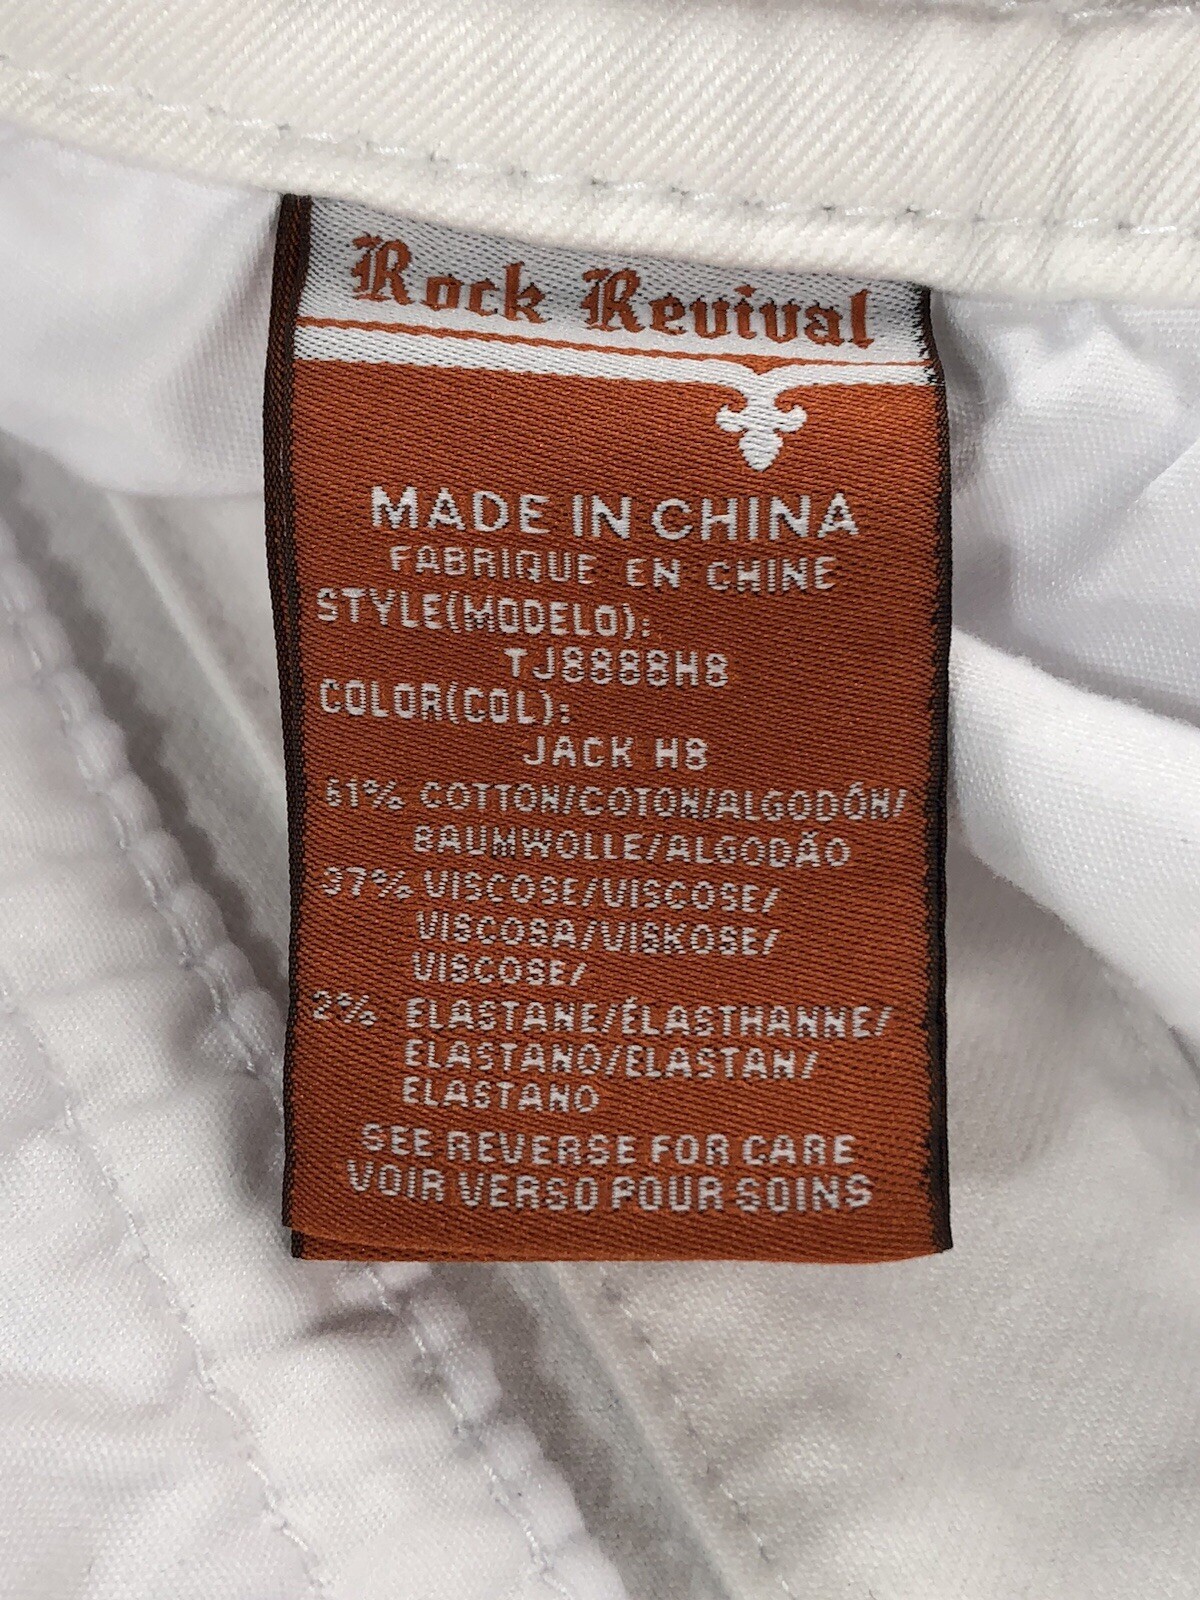 Rock Revival
MADE IN CHINA
FABRIQUE EN CHINE
STYLE(MODELO):
TJ8888H8
COLOR(COL):
JACK H8
61% COTTON/COTON/ALGODÓN/
BAUMWOLLE/ALGODÃO
37% VISCOSE/VISCOSE/
VISCOSA/VISKOSE/
VISCOSE/
2% ELASTANE/ÉLASTHANNE/
ELASTANO/ELASTAN/
ELASTANO
SEE REVERSE FOR CARE
VOIR VERSO POUR SOINS